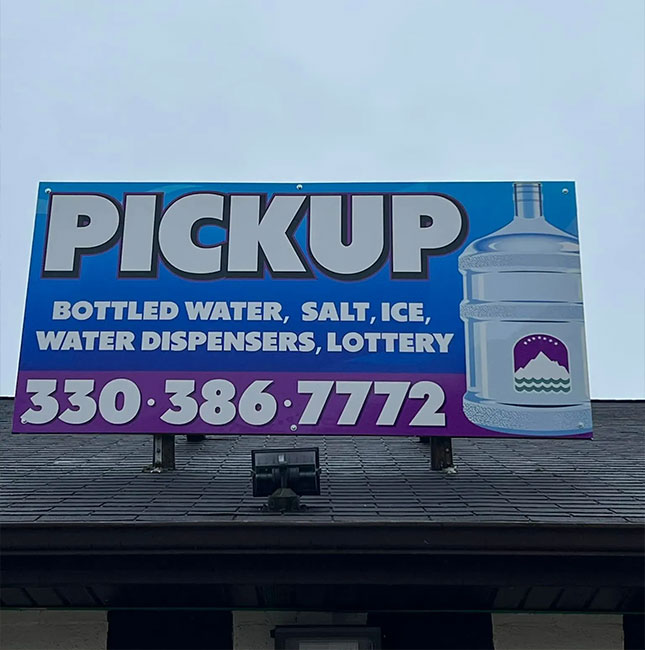 PICKUP
BOTTLED WATER, SALT, ICE,
WATER DISPENSERS, LOTTERY
330·386·7772